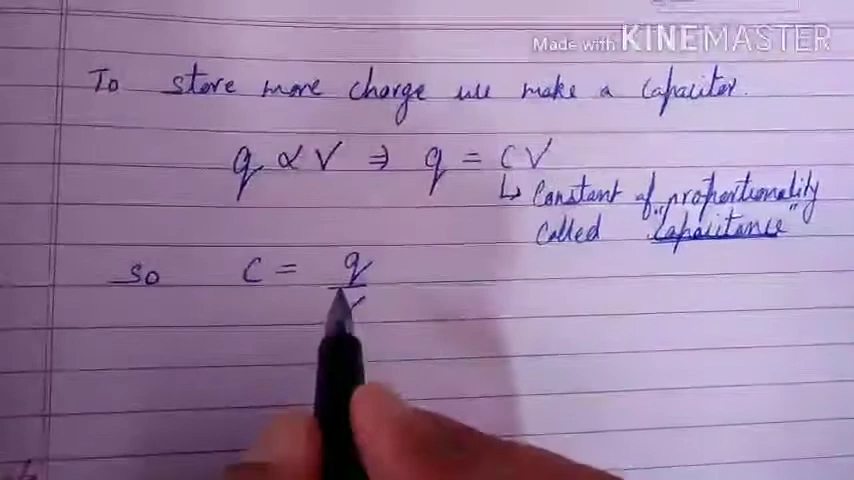 Made with KINEMASTER
To store more charge we make a Capacitor.
q ∝ V ⇒ q = CV
↳ Constant of proportionality
Called "Capacitance"
So C = q/V